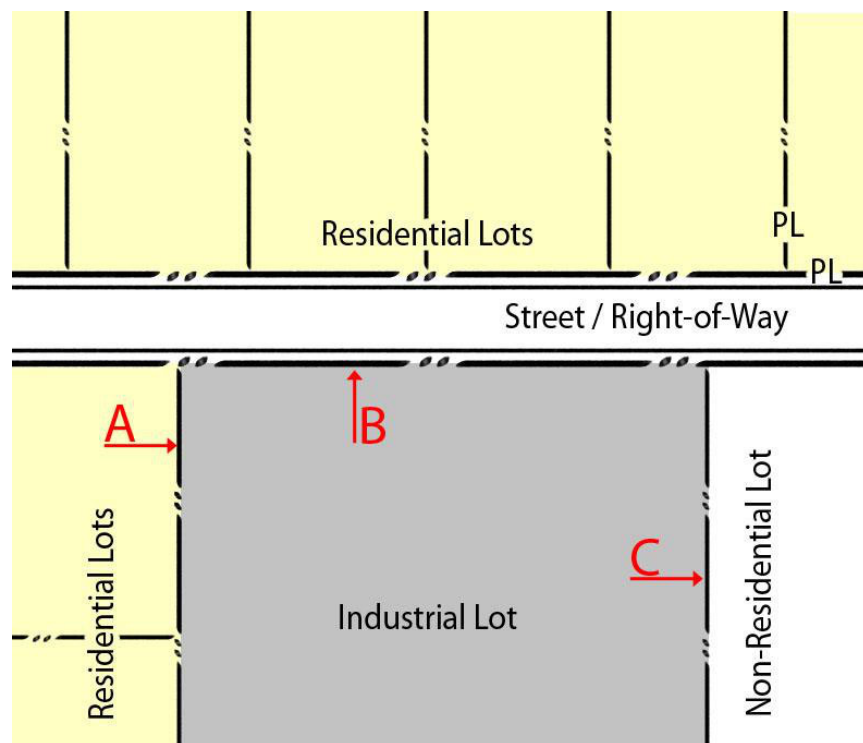 Residential Lots
PL
PL
Street / Right-of-Way
A
B
Residential Lots
Industrial Lot
C
Non-Residential Lot